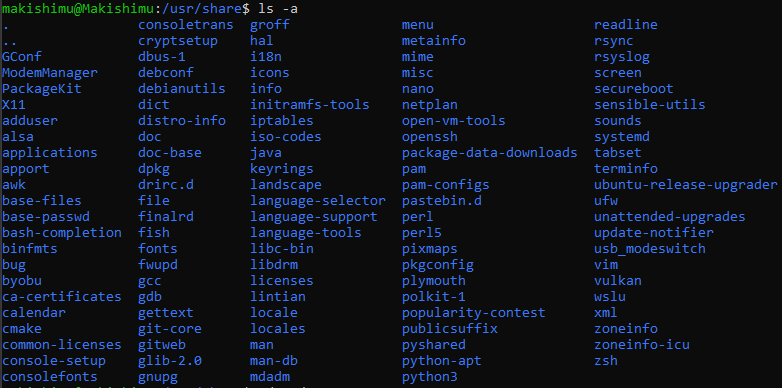 makishimu@Makishimu:/usr/share$ ls -a
. consoletrans groff menu readline
.. cryptsetup hal metainfo rsync
GConf dbus-1 i18n mime rsyslog
ModemManager debconf icons misc screen
PackageKit debianutils info nano secureboot
X11 dict initramfs-tools netplan sensible-utils
adduser distro-info iptables open-vm-tools sounds
alsa doc iso-codes openssh systemd
applications doc-base java package-data-downloads tabset
apport dpkg keyrings pam terminfo
awk drirc.d landscape pam-configs ubuntu-release-upgrader
base-files file language-selector pastebin.d ufw
base-passwd finalrd language-support perl unattended-upgrades
bash-completion fish language-tools perl5 update-notifier
binfmts fonts libc-bin pixmaps usb_modeswitch
bug fwupd libdrm pkgconfig vim
byobu gcc licenses plymouth vulkan
ca-certificates gdb lintian polkit-1 wslu
calendar gettext locale popularity-contest xml
cmake git-core locales publicsuffix zoneinfo
common-licenses gitweb man pyshared zoneinfo-icu
console-setup glib-2.0 man-db python-apt zsh
consolefonts gnupg mdadm python3